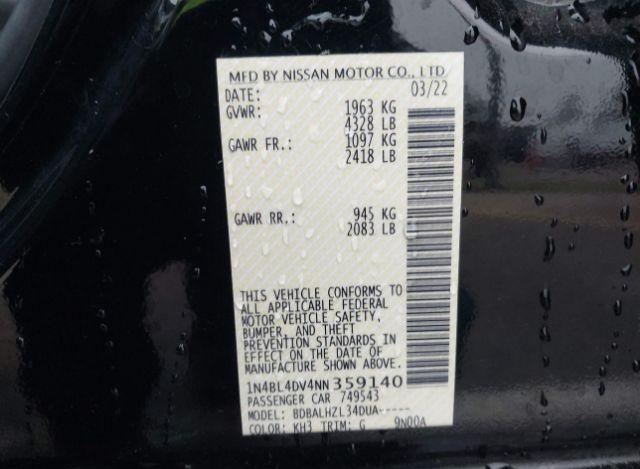 MFD BY NISSAN MOTOR CO., LTD
DATE: 03/22
GVWR: 1963 KG
4328 LB
GAWR FR.: 1097 KG
2418 LB
GAWR RR.: 945 KG
2083 LB
THIS VEHICLE CONFORMS TO
ALL APPLICABLE FEDERAL
MOTOR VEHICLE SAFETY,
BUMPER, AND THEFT
PREVENTION STANDARDS IN
EFFECT ON THE DATE OF
MANUFACTURE SHOWN ABOVE.
1N4BL4DV4NN359140
PASSENGER CAR 749543
MODEL: BDBALHZL34DUA-----
COLOR: KH3 TRIM: G 9N00A